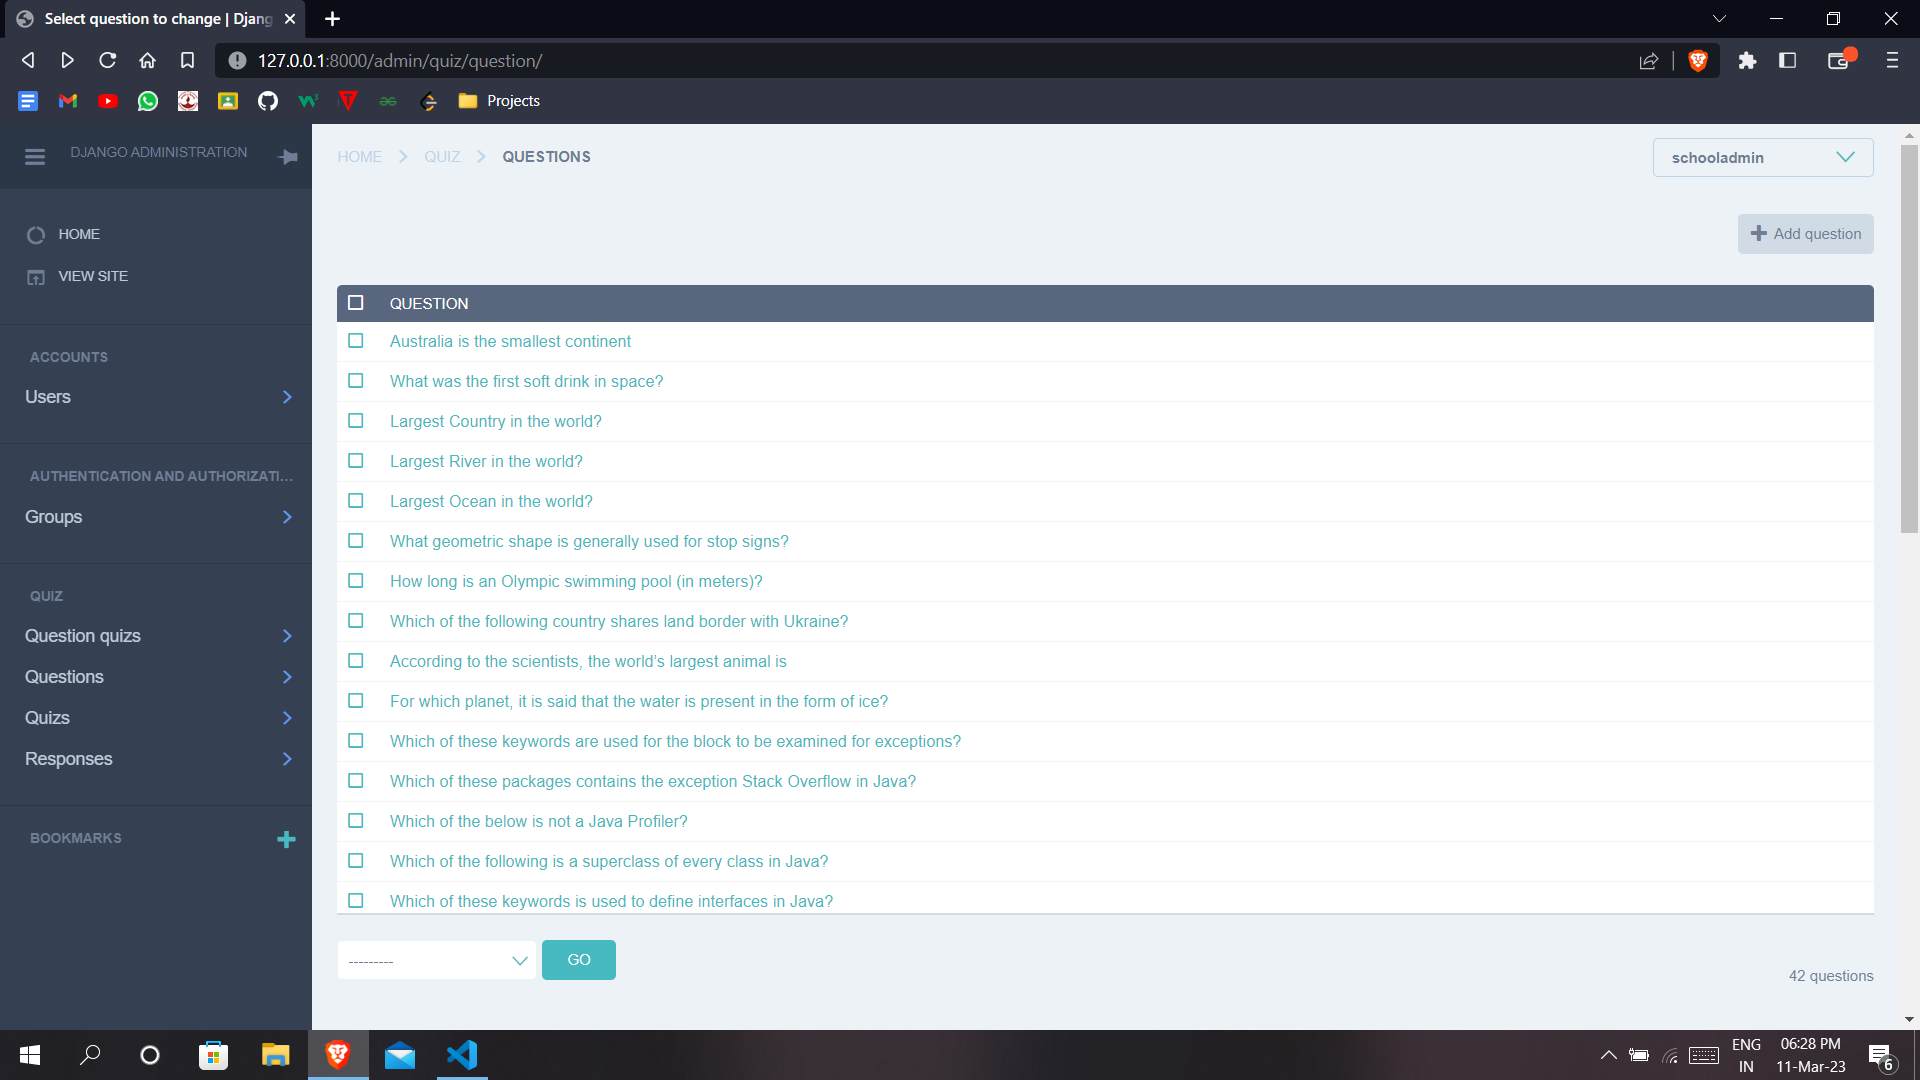 Select question to change | Djang
127.0.0.1:8000/admin/quiz/question/
Projects
DJANGO ADMINISTRATION
HOME
VIEW SITE
ACCOUNTS
Users
AUTHENTICATION AND AUTHORIZATI...
Groups
QUIZ
Question quizs
Questions
Quizs
Responses
BOOKMARKS
HOME QUIZ QUESTIONS
schooladmin
Add question
QUESTION
Australia is the smallest continent
What was the first soft drink in space?
Largest Country in the world?
Largest River in the world?
Largest Ocean in the world?
What geometric shape is generally used for stop signs?
How long is an Olympic swimming pool (in meters)?
Which of the following country shares land border with Ukraine?
According to the scientists, the world's largest animal is
For which planet, it is said that the water is present in the form of ice?
Which of these keywords are used for the block to be examined for exceptions?
Which of these packages contains the exception Stack Overflow in Java?
Which of the below is not a Java Profiler?
Which of the following is a superclass of every class in Java?
Which of these keywords is used to define interfaces in Java?
---------
GO
42 questions
ENG
IN
06:28 PM
11-Mar-23
6